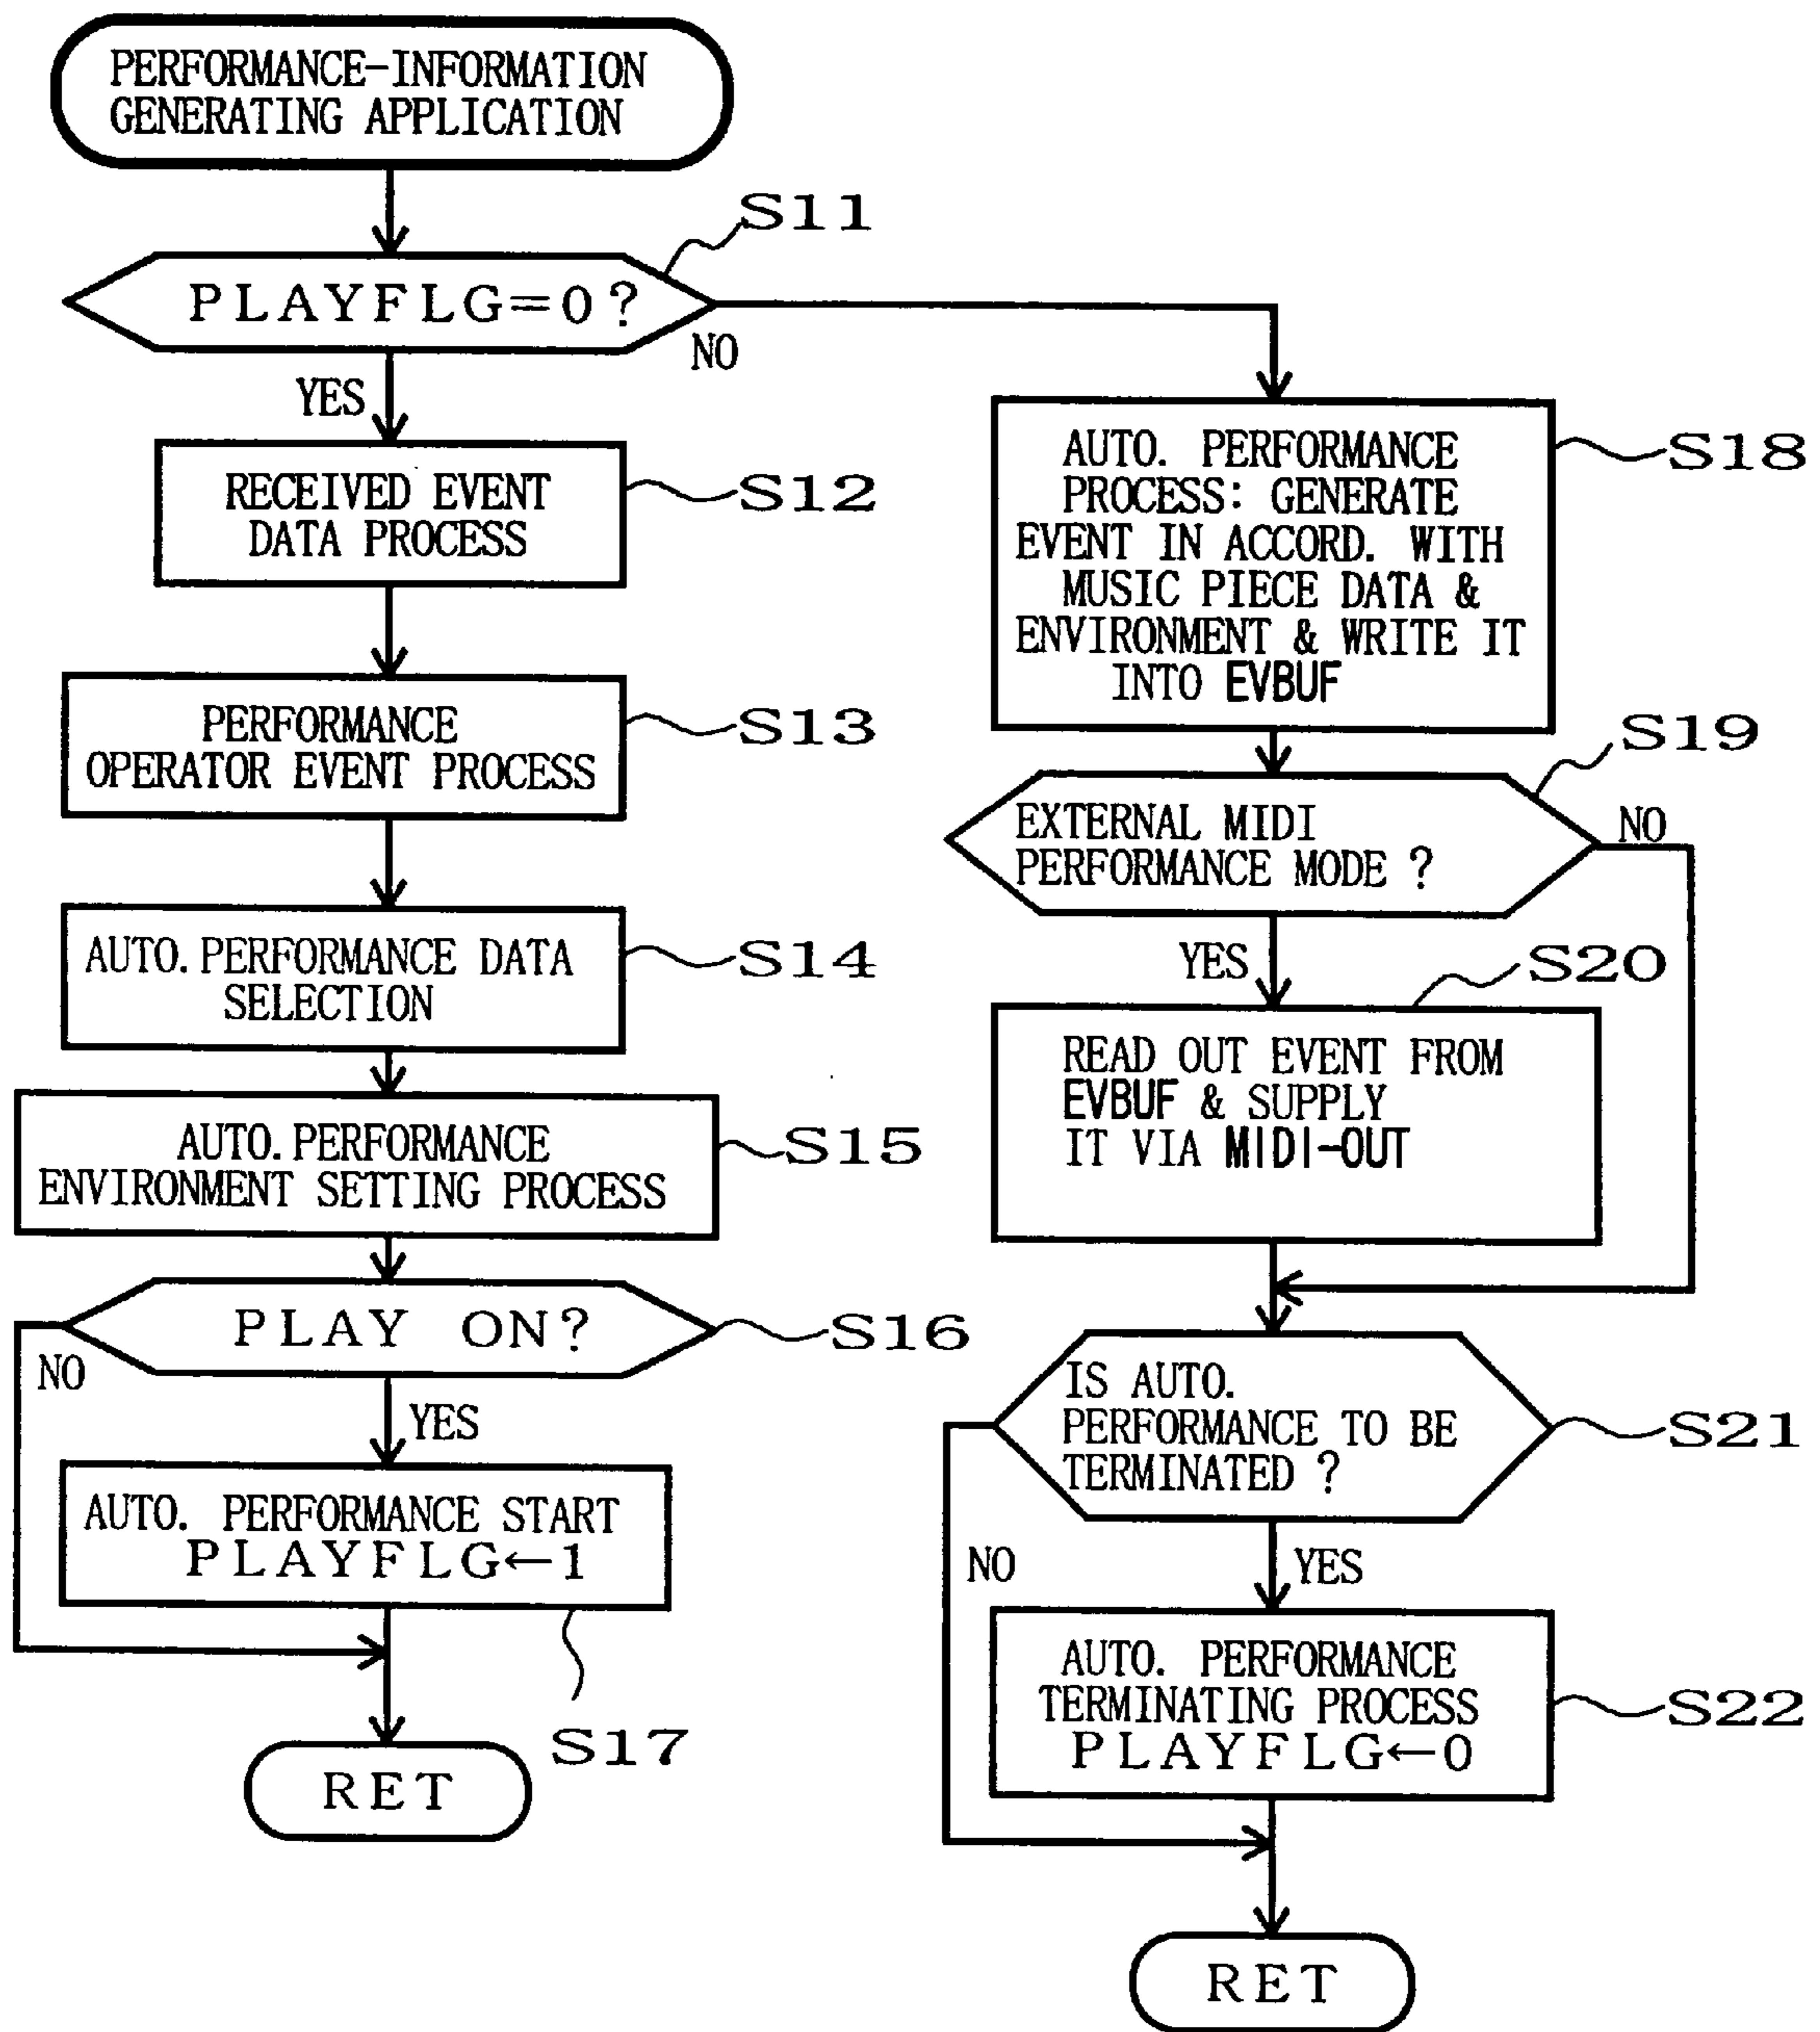 PERFORMANCE-INFORMATION
GENERATING APPLICATION
S11
PLAYFLG=0?
NO
YES
RECEIVED EVENT
DATA PROCESS
S12
PERFORMANCE
OPERATOR EVENT PROCESS
S13
AUTO. PERFORMANCE DATA
SELECTION
S14
AUTO. PERFORMANCE
ENVIRONMENT SETTING PROCESS
S15
PLAY ON?
S16
NO
YES
AUTO. PERFORMANCE START
PLAYFLG←1
S17
RET
AUTO. PERFORMANCE
PROCESS: GENERATE
EVENT IN ACCORD. WITH
MUSIC PIECE DATA &
ENVIRONMENT & WRITE IT
INTO EVBUF
S18
S19
EXTERNAL MIDI
PERFORMANCE MODE ?
NO
YES
S20
READ OUT EVENT FROM
EVBUF & SUPPLY
IT VIA MIDI-OUT
IS AUTO.
PERFORMANCE TO BE
TERMINATED ?
S21
NO
YES
AUTO. PERFORMANCE
TERMINATING PROCESS
PLAYFLG←0
S22
RET